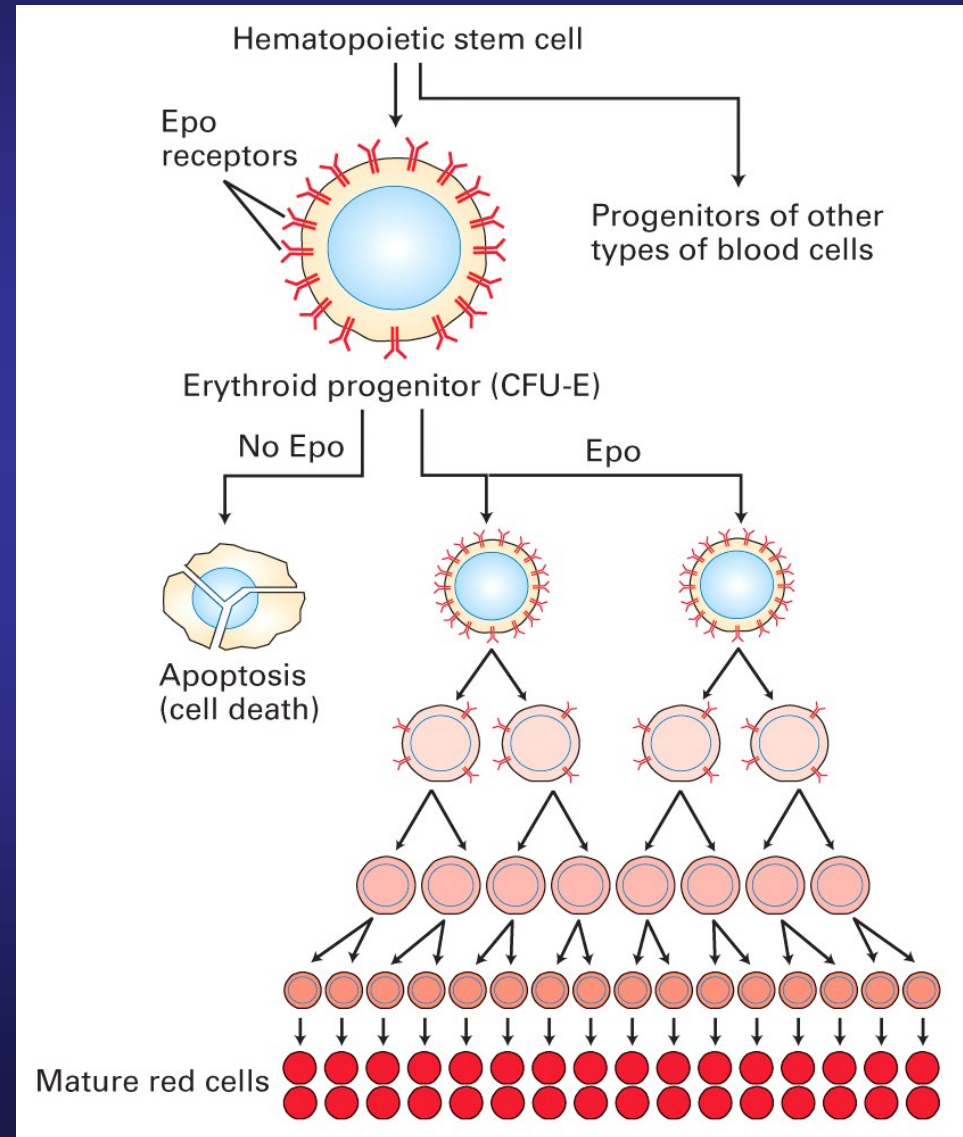 Hematopoietic stem cell
Epo
receptors
Progenitors of other
types of blood cells
Erythroid progenitor (CFU-E)
No Epo
Epo
Apoptosis
(cell death)
Mature red cells